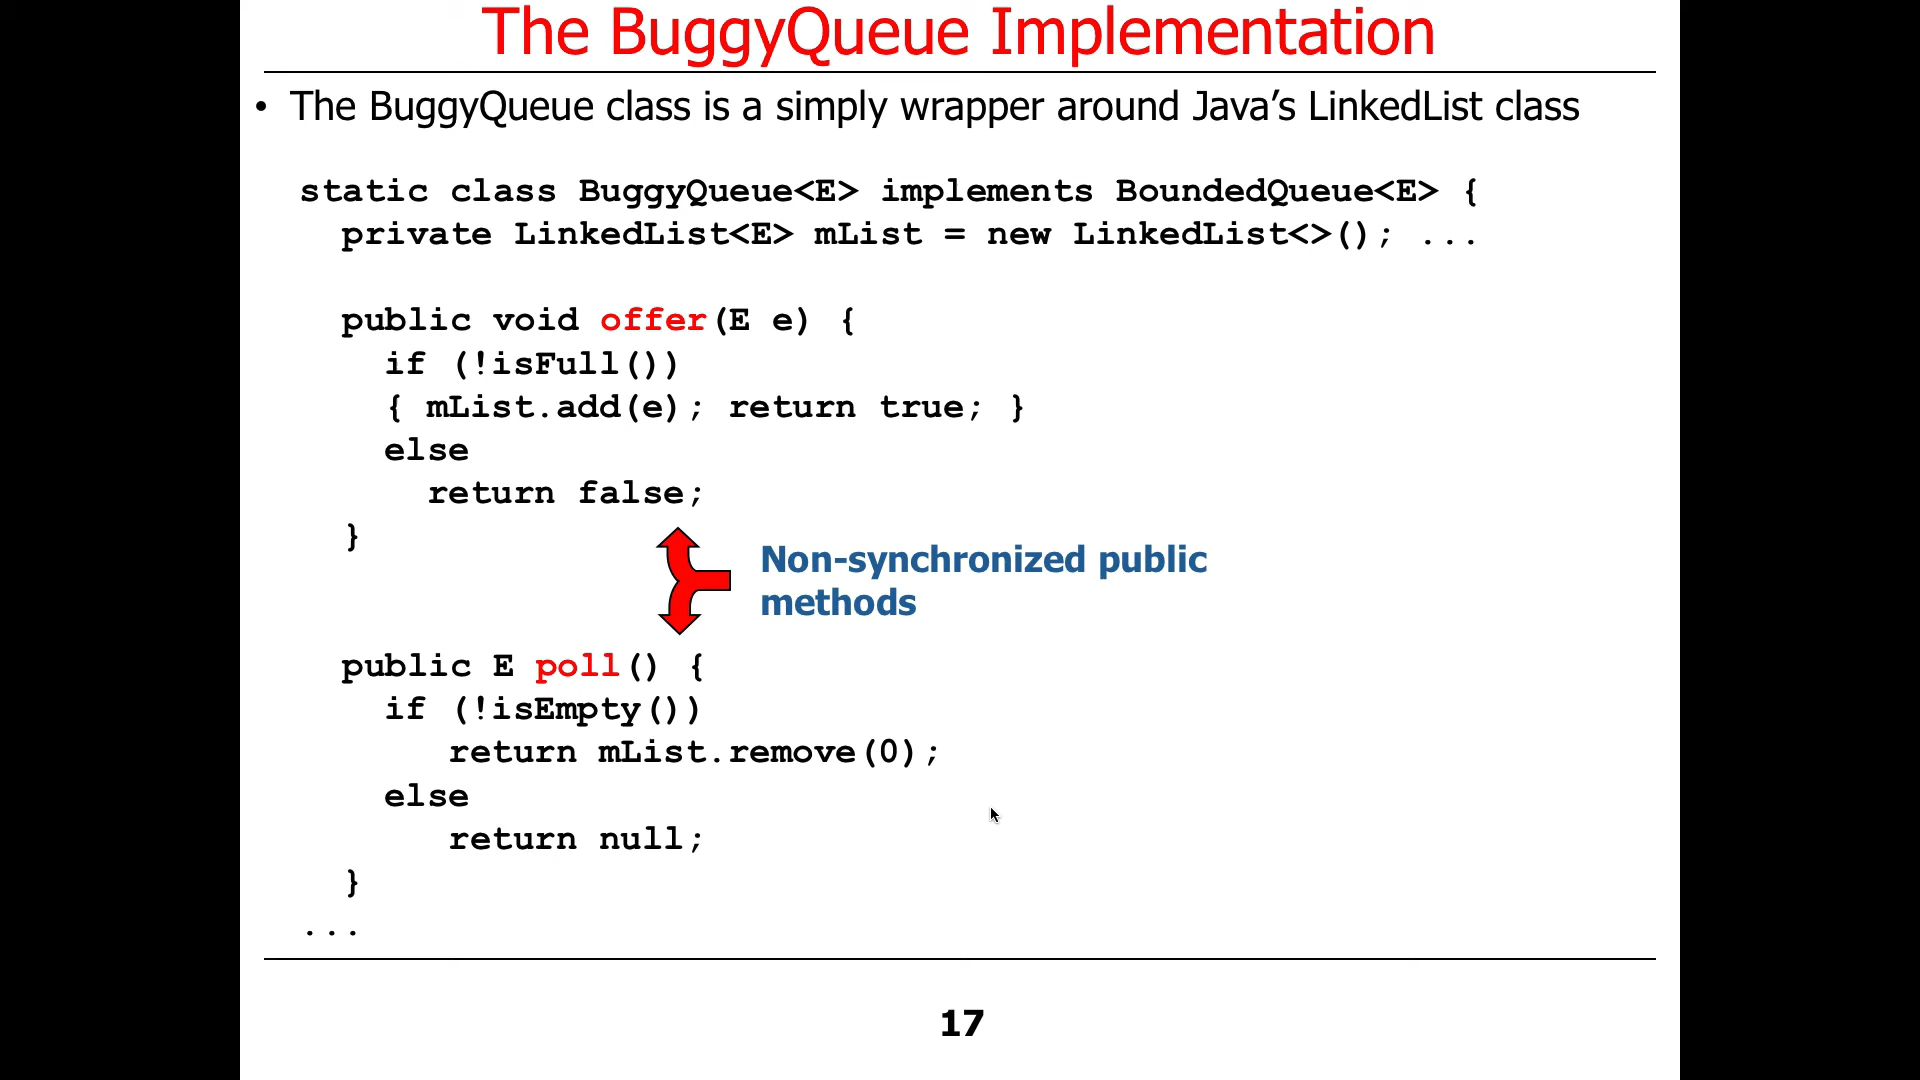 The BuggyQueue Implementation
• The BuggyQueue class is a simply wrapper around Java’s LinkedList class
static class BuggyQueue<E> implements BoundedQueue<E> {
private LinkedList<E> mList = new LinkedList<>(); ...
public void offer(E e) {
if (!isFull())
{ mList.add(e); return true; }
else
return false;
}
Non-synchronized public
methods
public E poll() {
if (!isEmpty())
return mList.remove(0);
else
return null;
}
...
17